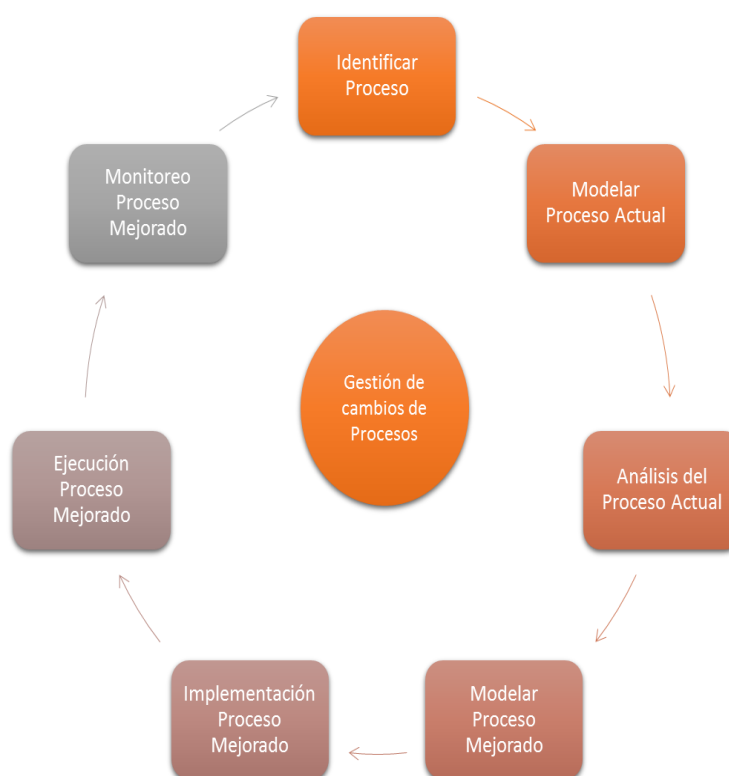 Identificar
Proceso
Modelar
Proceso Actual
Análisis del
Proceso Actual
Modelar
Proceso
Mejorado
Implementación
Proceso
Mejorado
Ejecución
Proceso
Mejorado
Monitoreo
Proceso
Mejorado
Gestión de
cambios de
Procesos